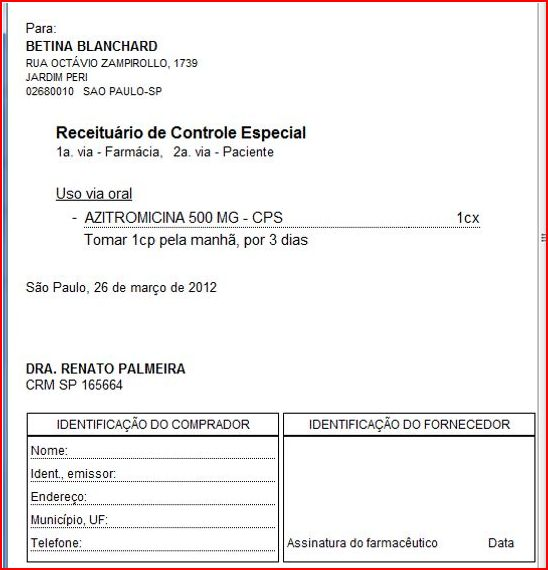 Para:
BETINA BLANCHARD
RUA OCTÁVIO ZAMPIROLLO, 1739
JARDIM PERI
02680010 SAO PAULO-SP
Receituário de Controle Especial
1a. via - Farmácia, 2a. via - Paciente
Uso via oral
- AZITROMICINA 500 MG - CPS 1cx
Tomar 1cp pela manhã, por 3 dias
São Paulo, 26 de março de 2012
DRA. RENATO PALMEIRA
CRM SP 165664
IDENTIFICAÇÃO DO COMPRADOR
Nome:
Ident., emissor:
Endereço:
Município, UF:
Telefone:
IDENTIFICAÇÃO DO FORNECEDOR
Assinatura do farmacêutico Data